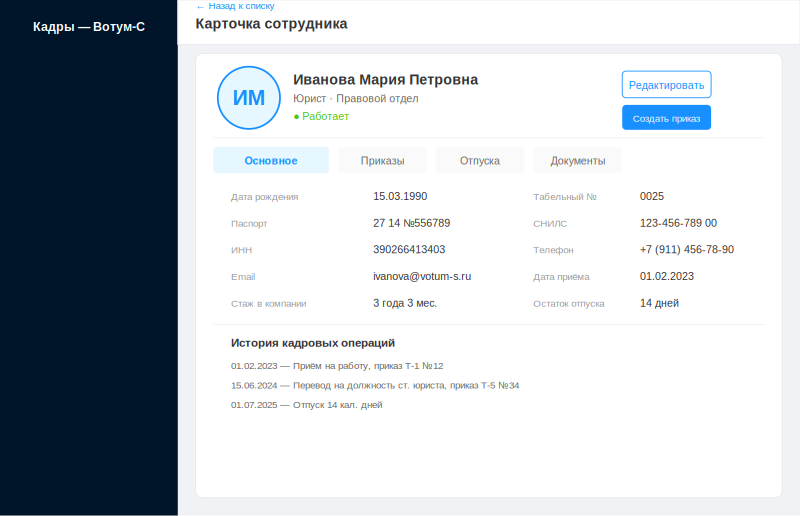 Кадры — Вотум-С
← Назад к списку
Карточка сотрудника
ИМ
Иванова Мария Петровна
Юрист · Правовой отдел
● Работает
Редактировать
Создать приказ
Основное Приказы Отпуска Документы
Дата рождения 15.03.1990 Табельный № 0025
Паспорт 27 14 №556789 СНИЛС 123-456-789 00
ИНН 390266413403 Телефон +7 (911) 456-78-90
Email ivanova@votum-s.ru Дата приёма 01.02.2023
Стаж в компании 3 года 3 мес. Остаток отпуска 14 дней
История кадровых операций
01.02.2023 — Приём на работу, приказ Т-1 №12
15.06.2024 — Перевод на должность ст. юриста, приказ Т-5 №34
01.07.2025 — Отпуск 14 кал. дней